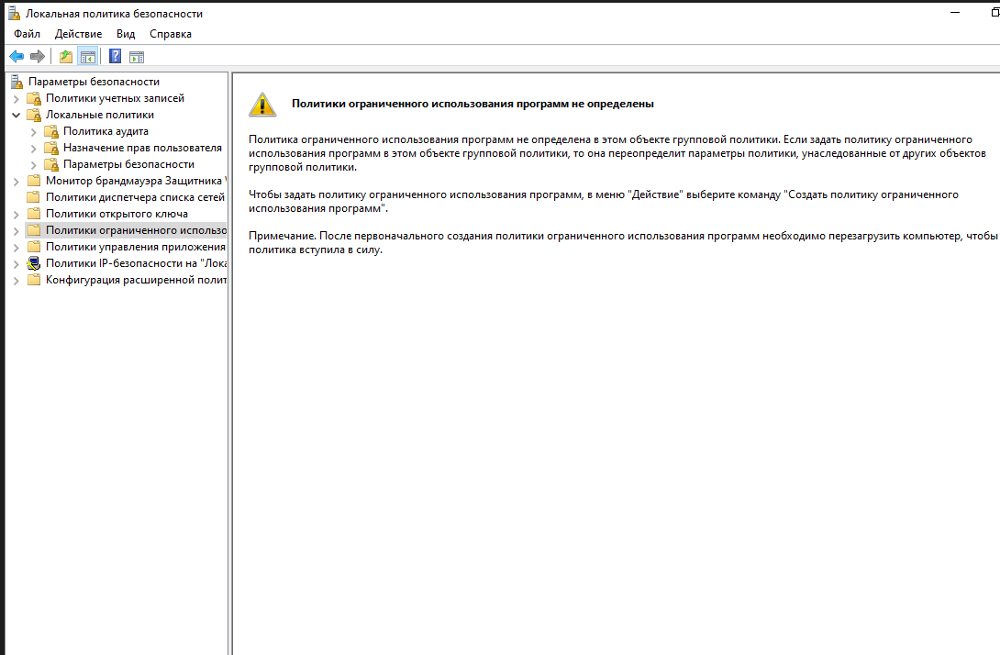 Локальная политика безопасности
Файл Действие Вид Справка
Параметры безопасности
Политики учетных записей
Локальные политики
Политика аудита
Назначение прав пользователя
Параметры безопасности
Монитор брандмауэра Защитника
Политики диспетчера списка сетей
Политики открытого ключа
Политики ограниченного использо
Политики управления приложения
Политики IP-безопасности на "Лока
Конфигурация расширенной полит
Политики ограниченного использования программ не определены
Политика ограниченного использования программ не определена в этом объекте групповой политики. Если задать политику ограниченного
использования программ в этом объекте групповой политики, то она переопределит параметры политики, унаследованные от других объектов
групповой политики.
Чтобы задать политику ограниченного использования программ, в меню "Действие" выберите команду "Создать политику ограниченного
использования программ".
Примечание. После первоначального создания политики ограниченного использования программ необходимо перезагрузить компьютер, чтобы
политика вступила в силу.